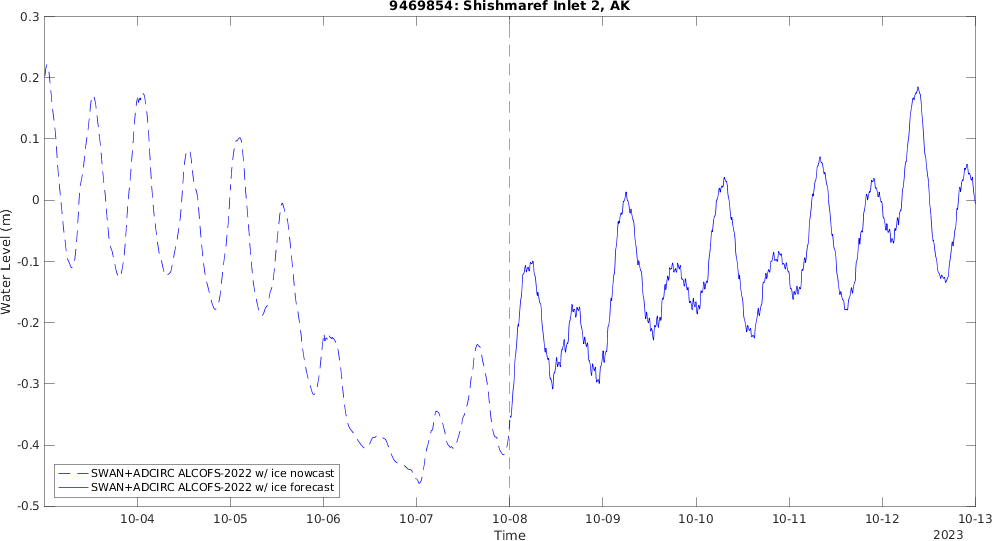 9469854: Shishmaref Inlet 2, AK
Water Level (m)
0.3
0.2
0.1
0
-0.1
-0.2
-0.3
-0.4
-0.5
SWAN+ADCIRC ALCOFS-2022 w/ ice nowcast
SWAN+ADCIRC ALCOFS-2022 w/ ice forecast
10-04 10-05 10-06 10-07 10-08 10-09 10-10 10-11 10-12 10-13
Time
2023